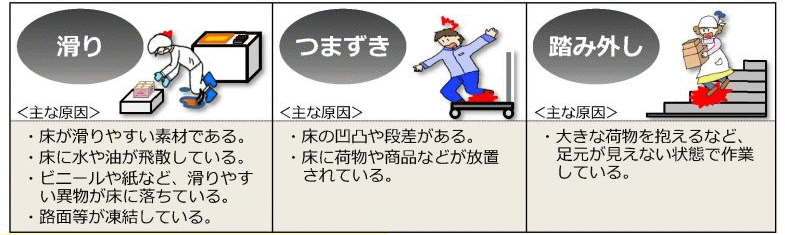 滑り
<主な原因>
・床が滑りやすい素材である。
・床に水や油が飛散している。
・ビニールや紙など、滑りやす
い異物が床に落ちている。
・路面等が凍結している。
つまずき
<主な原因>
・床の凹凸や段差がある。
・床に荷物や商品などが放置
されている。
踏み外し
<主な原因>
・大きな荷物を抱えるなど、
足元が見えない状態で作業
している。